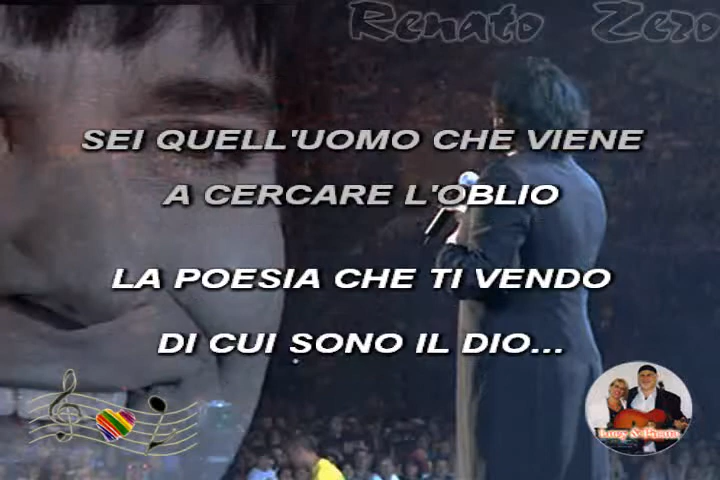 Renato Zero
SEI QUELL'UOMO CHE VIENE
A CERCARE L'OBLIO
LA POESIA CHE TI VENDO
DI CUI SONO IL DIO...